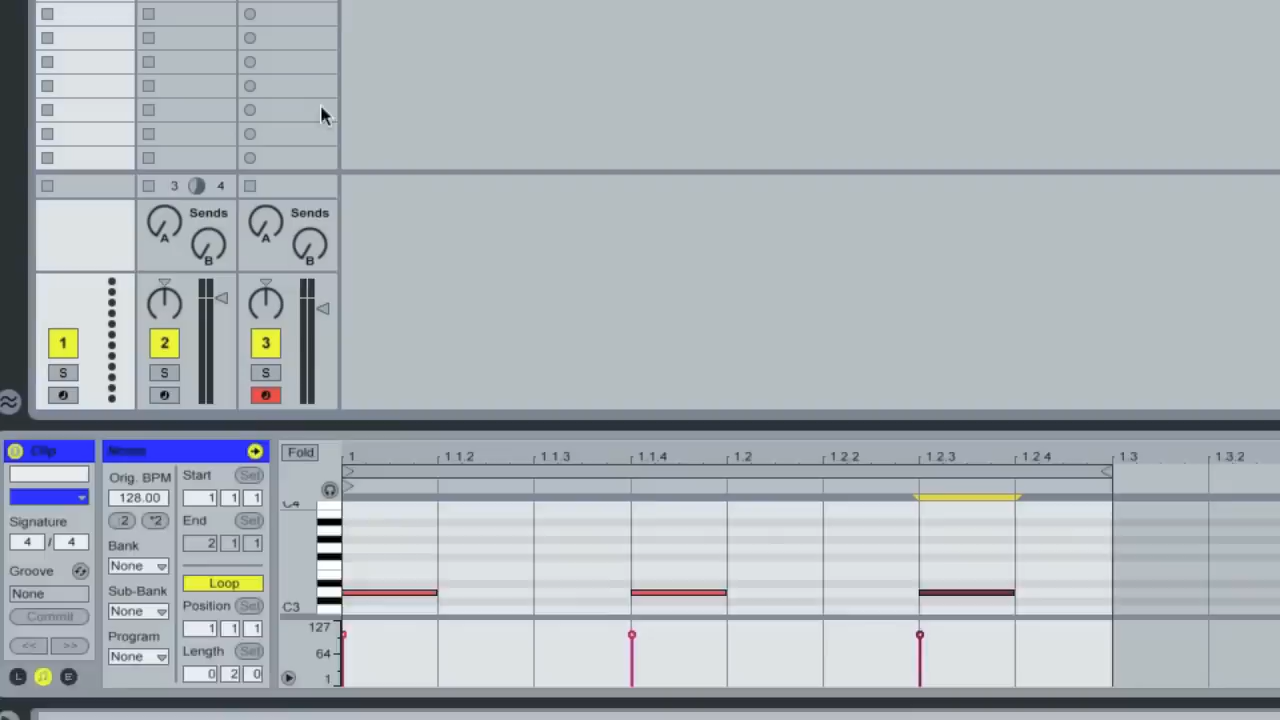 3 4
Sends Sends
A B A B
1 2 3
S S S
Clip Notes
Fold
1 1.1.2 1.1.3 1.1.4 1.2 1.2.2 1.2.3 1.2.4 1.3 1.3.2
Orig. BPM Start Set
128.00 1 1 1
:2 *2 End Set
Signature
4 / 4 2 1 1
Bank
None
Groove
None Loop
Sub-Bank Position Set
None 1 1 1
Commit
Program Length Set
<< >> None 0 2 0
L E
C4
C3
127
64
1